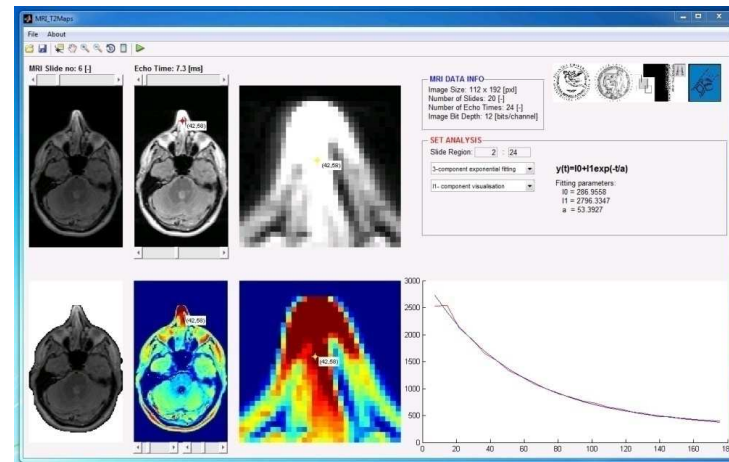 MRI_T2Maps
File About
MRI Slide no: 6 [-]
Echo Time: 7.3 [ms]
(42,58)
(42,58)
MRI DATA INFO
Image Size: 112 x 192 [pxl]
Number of Slides: 20 [-]
Number of Echo Times: 24 [-]
Image Bit Depth: 12 [bits/channel]
SET ANALYSIS
Slide Region: 2 : 24
3-component exponential fitting
I1- component visualisation
y(t)=I0+I1exp(-t/a)
Fitting parameters:
I0 = 286.9558
I1 = 2796.3347
a = 53.3927
(42,58)
(42,58)
3000
2500
2000
1500
1000
500
0
0 20 40 60 80 100 120 140 160 18